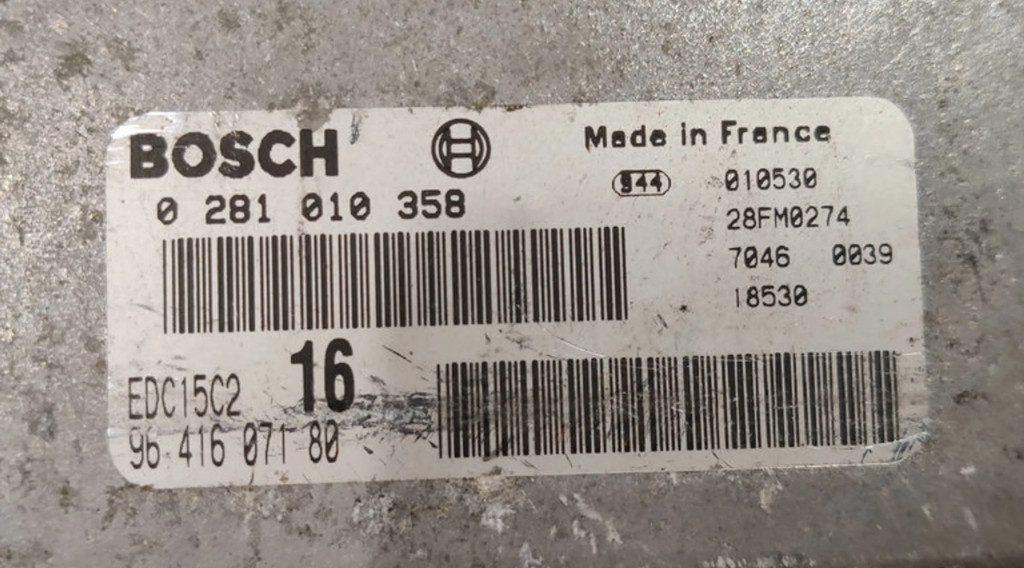 BOSCH
Made in France
0 281 010 358
944
010530
28FM0274
7046 0039
18530
16
EDC15C2
96 416 071 80